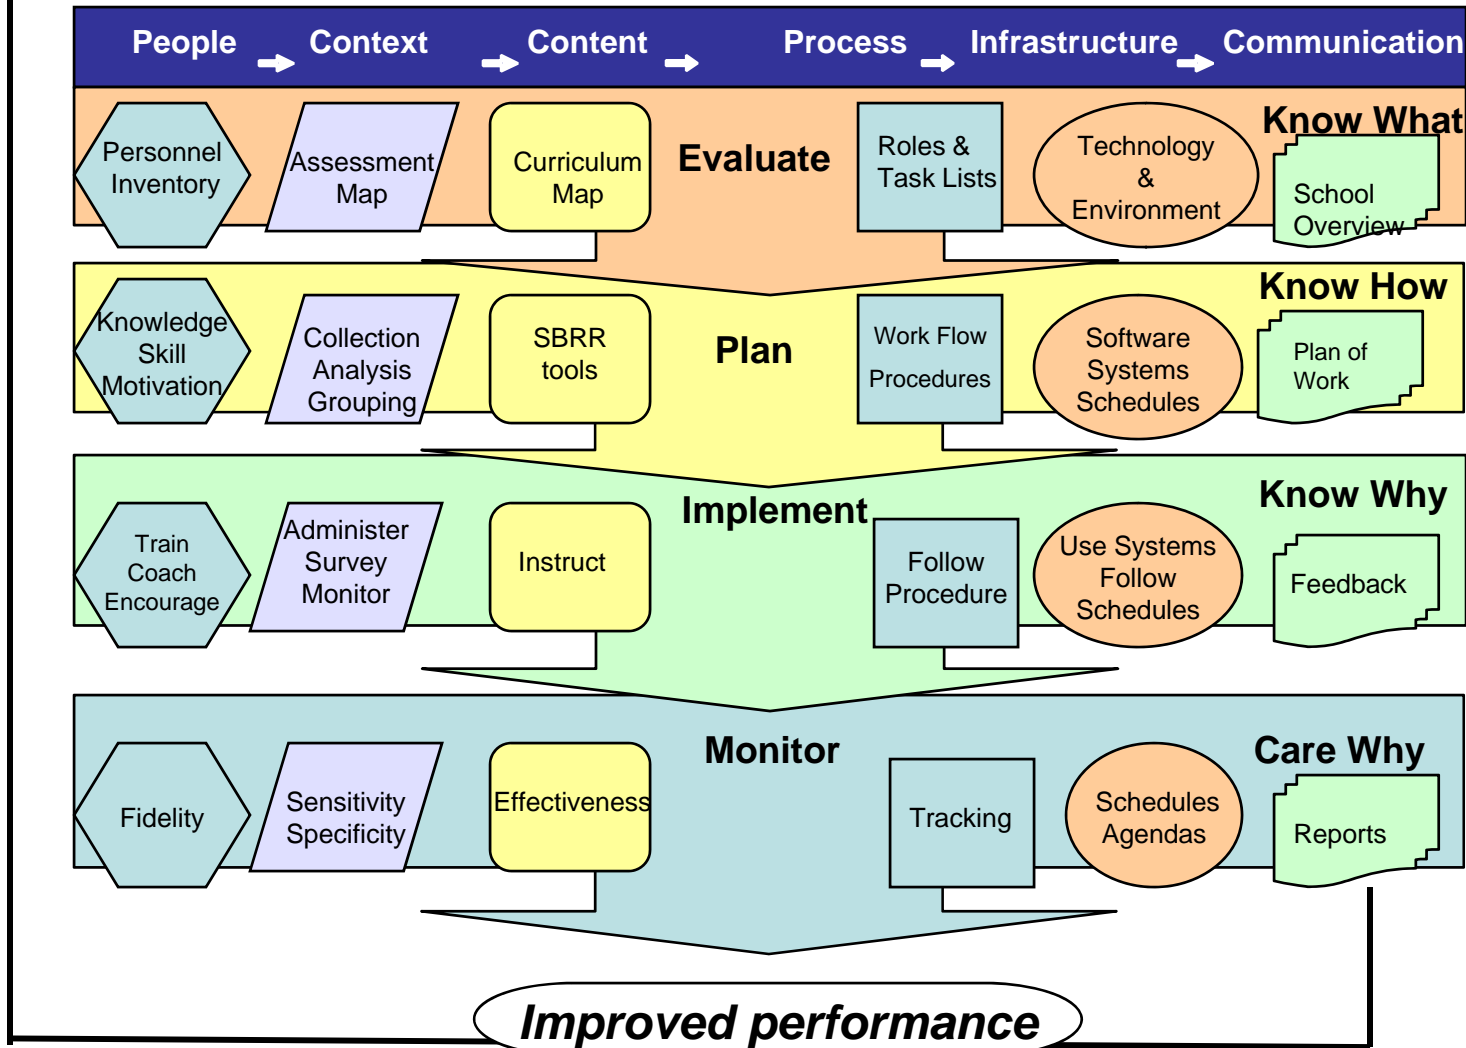 People Context Content Process Infrastructure Communication
Know What
Personnel
Inventory
Assessment
Map
Curriculum
Map
Evaluate
Roles &
Task Lists
Technology
&
Environment
School
Overview
Know How
Knowledge
Skill
Motivation
Collection
Analysis
Grouping
SBRR
tools
Plan
Work Flow
Procedures
Software
Systems
Schedules
Plan of
Work
Know Why
Train
Coach
Encourage
Administer
Survey
Monitor
Instruct
Implement
Follow
Procedure
Use Systems
Follow
Schedules
Feedback
Care Why
Fidelity
Sensitivity
Specificity
Effectiveness
Monitor
Tracking
Schedules
Agendas
Reports
Improved performance